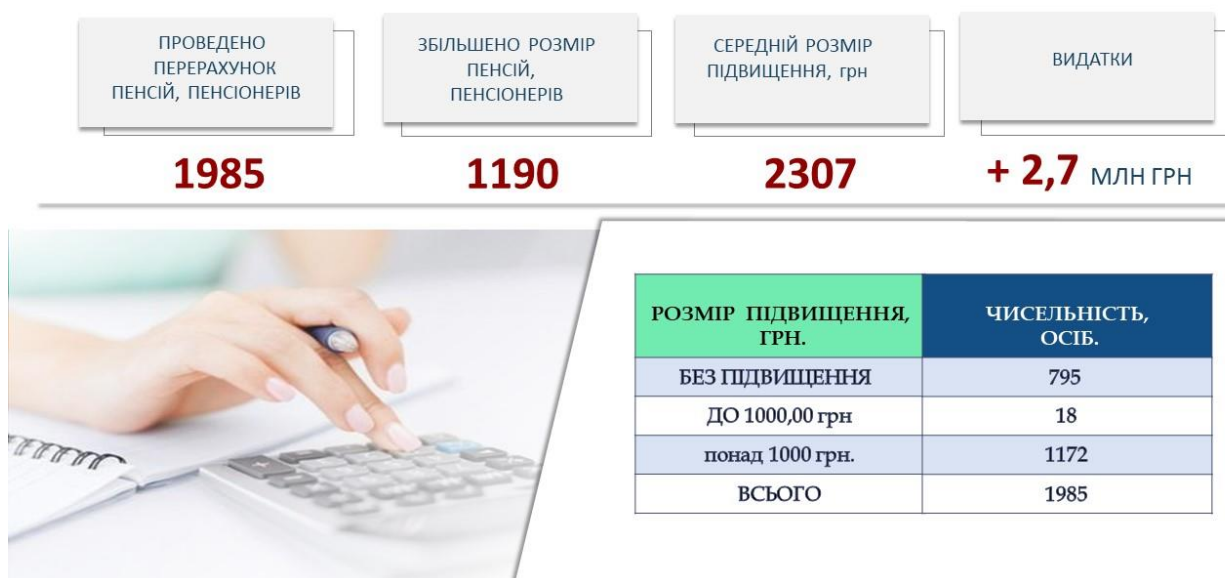 ПРОВЕДЕНО
ПЕРЕРАХУНОК
ПЕНСІЙ, ПЕНСІОНЕРІВ
1985
ЗБІЛЬШЕНО РОЗМІР
ПЕНСІЙ,
ПЕНСІОНЕРІВ
1190
СЕРЕДНІЙ РОЗМІР
ПІДВИЩЕННЯ, грн
2307
ВИДАТКИ
+ 2,7 МЛН ГРН
РОЗМІР ПІДВИЩЕННЯ,
ГРН.
ЧИСЕЛЬНІСТЬ,
ОСІБ.
БЕЗ ПІДВИЩЕННЯ 795
ДО 1000,00 грн 18
понад 1000 грн. 1172
ВСЬОГО 1985